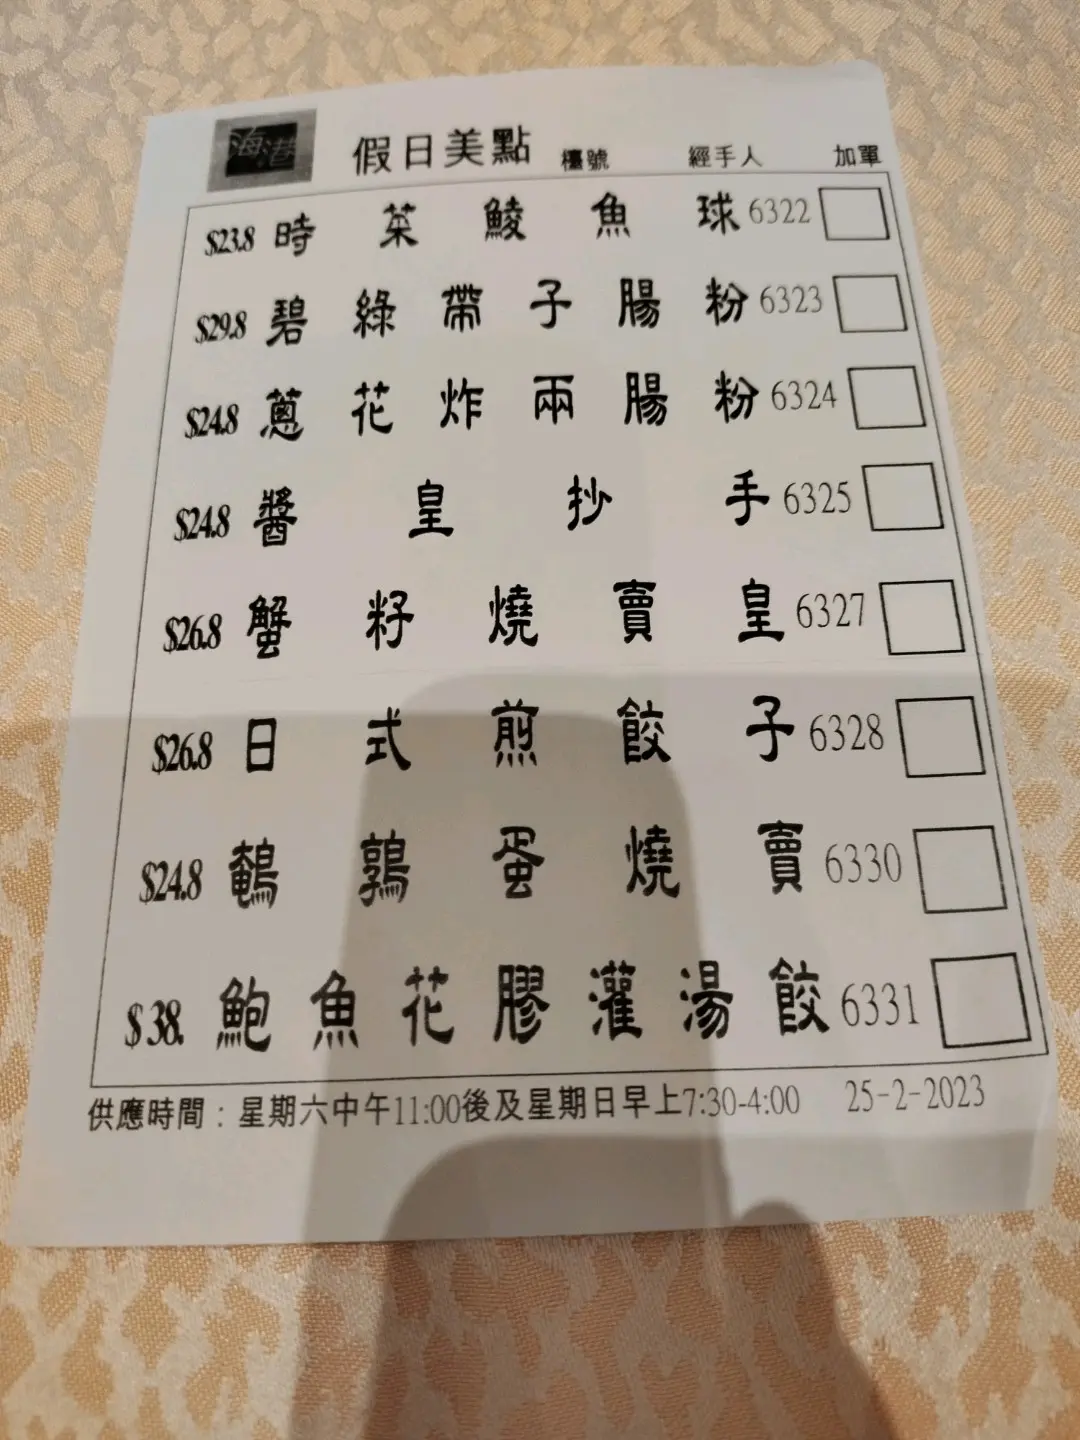 海港 假日美點 檯號 經手人 加單
$23.8 時菜鯪魚球 6322
$29.8 碧綠帶子腸粉 6323
$24.8 蔥花炸兩腸粉 6324
$24.8 醬皇抄手 6325
$26.8 蟹籽燒賣皇 6327
$26.8 日式煎餃子 6328
$24.8 鵪鶉蛋燒賣 6330
$38. 鮑魚花膠灌湯餃 6331
供應時間：星期六中午11:00後及星期日早上7:30-4:00 25-2-2023